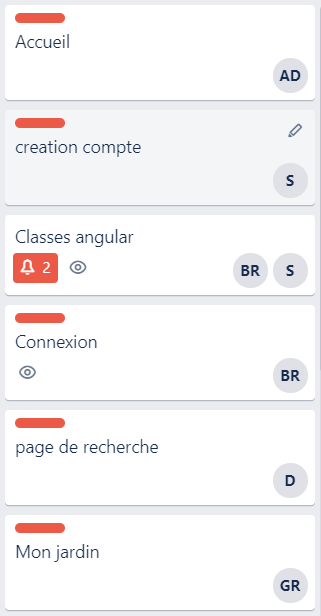 Accueil
AD
creation compte
S
Classes angular
2
BR S
Connexion
BR
page de recherche
D
Mon jardin
GR